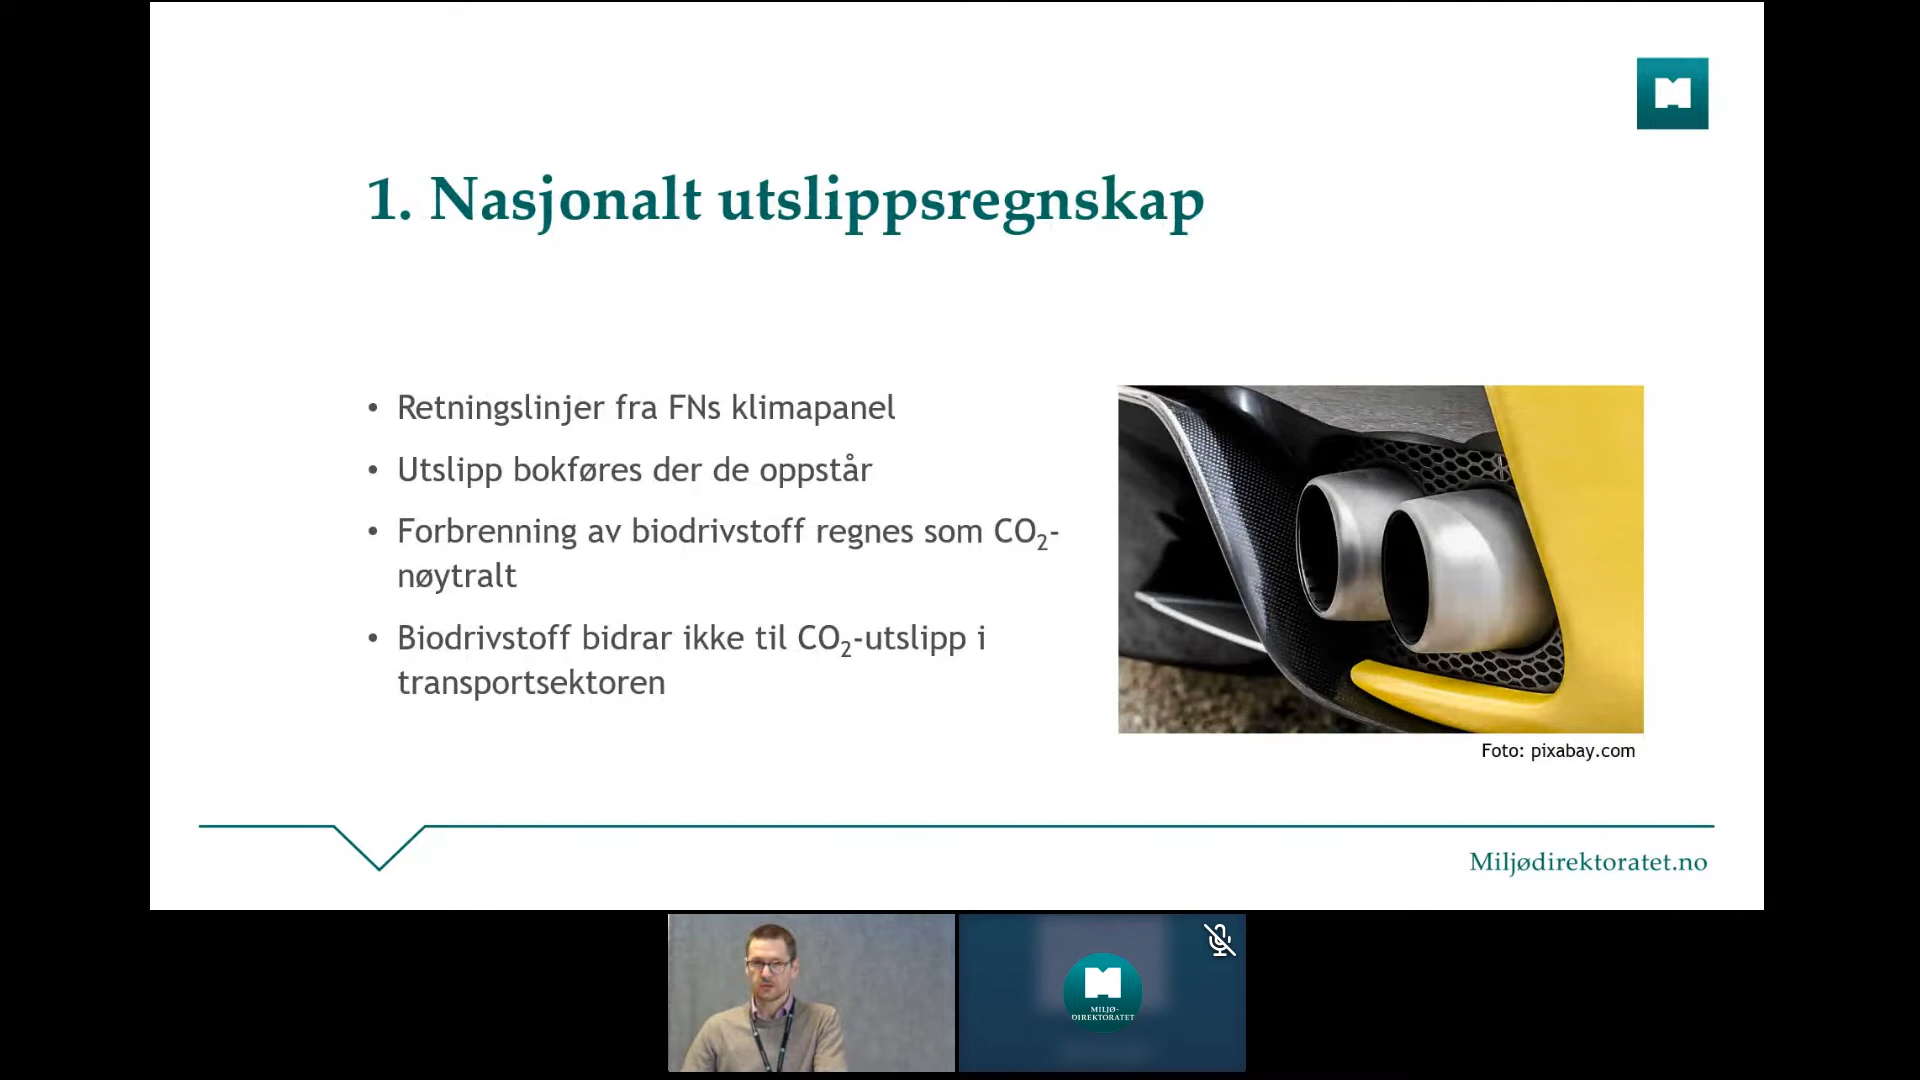 1. Nasjonalt utslippsregnskap
• Retningslinjer fra FNs klimapanel
• Utslipp bokføres der de oppstår
• Forbrenning av biodrivstoff regnes som CO₂-
nøytralt
• Biodrivstoff bidrar ikke til CO₂-utslipp i
transportsektoren
Foto: pixabay.com
Miljødirektoratet.no
MILJØ-
DIREKTORATET